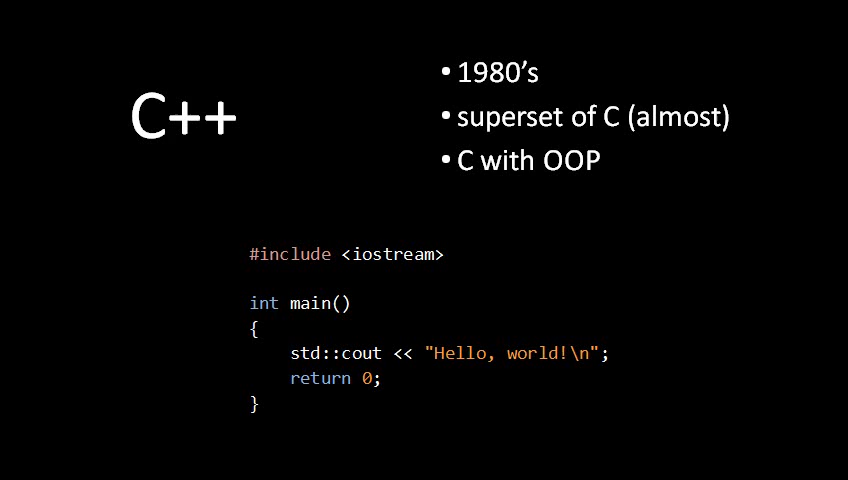 C++
• 1980’s
• superset of C (almost)
• C with OOP
#include <iostream>
int main()
{
    std::cout << "Hello, world!\n";
    return 0;
}